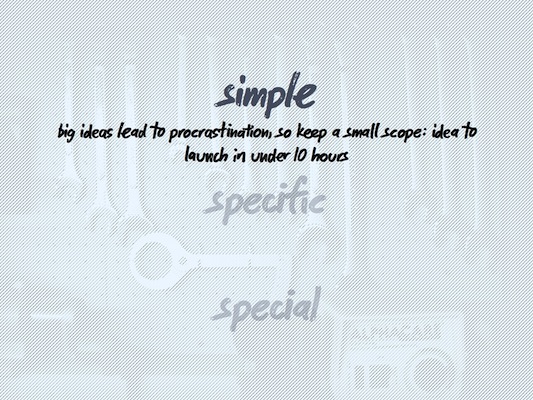 simple
big ideas lead to procrastination, so keep a small scope: idea to
launch in under 10 hours
specific
special
ALPHACASE